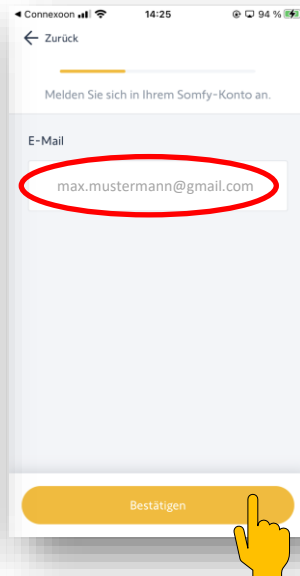 Connexoon 14:25 94 %
Zurück
Melden Sie sich in Ihrem Somfy-Konto an.
E-Mail
max.mustermann@gmail.com
Bestätigen